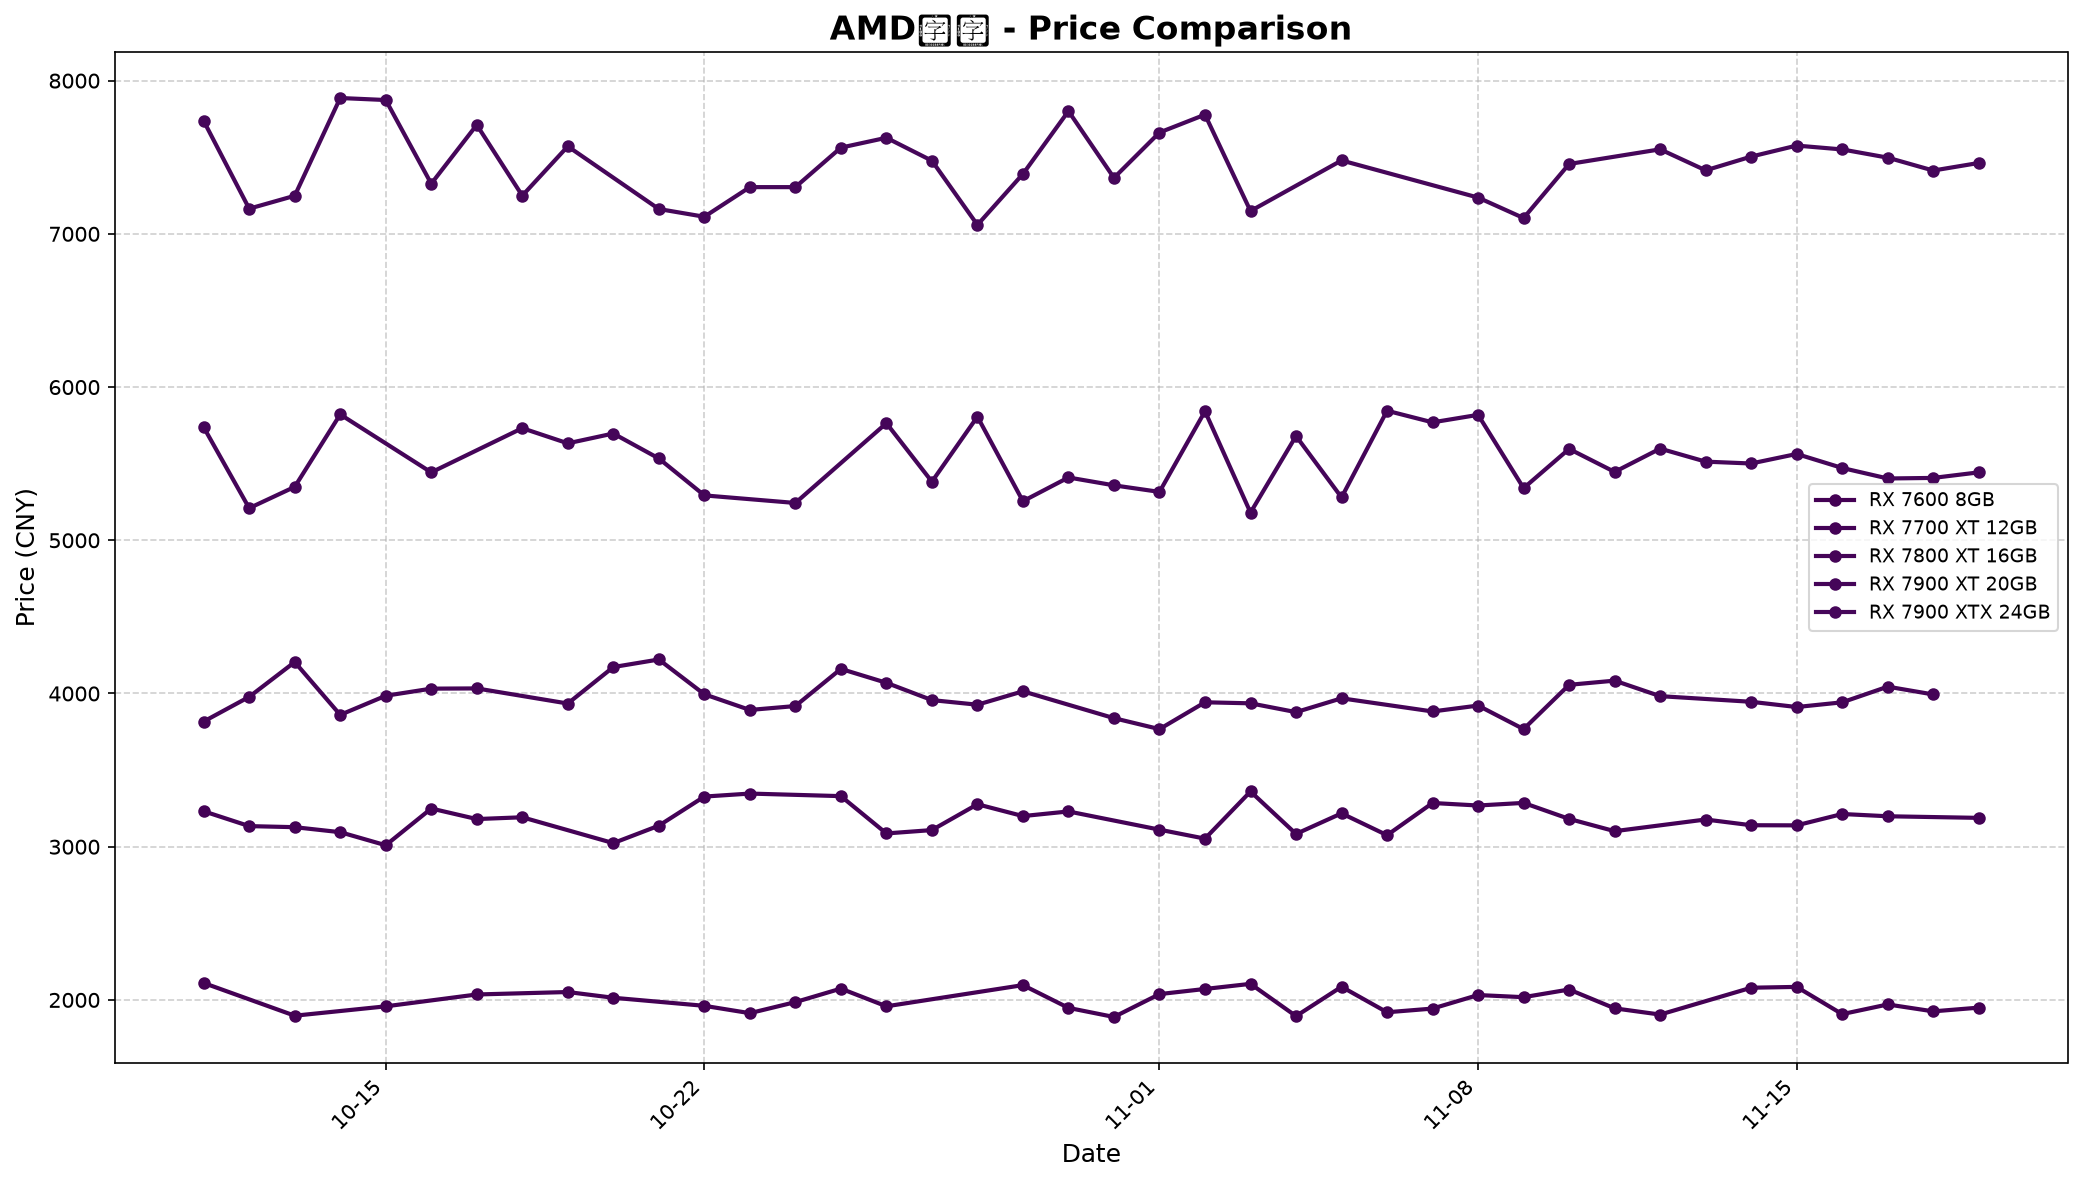 AMD - Price Comparison
8000
7000
6000
5000
4000
3000
2000
Price (CNY)
RX 7600 8GB
RX 7700 XT 12GB
RX 7800 XT 16GB
RX 7900 XT 20GB
RX 7900 XTX 24GB
10-15
10-22
11-01
11-08
11-15
Date